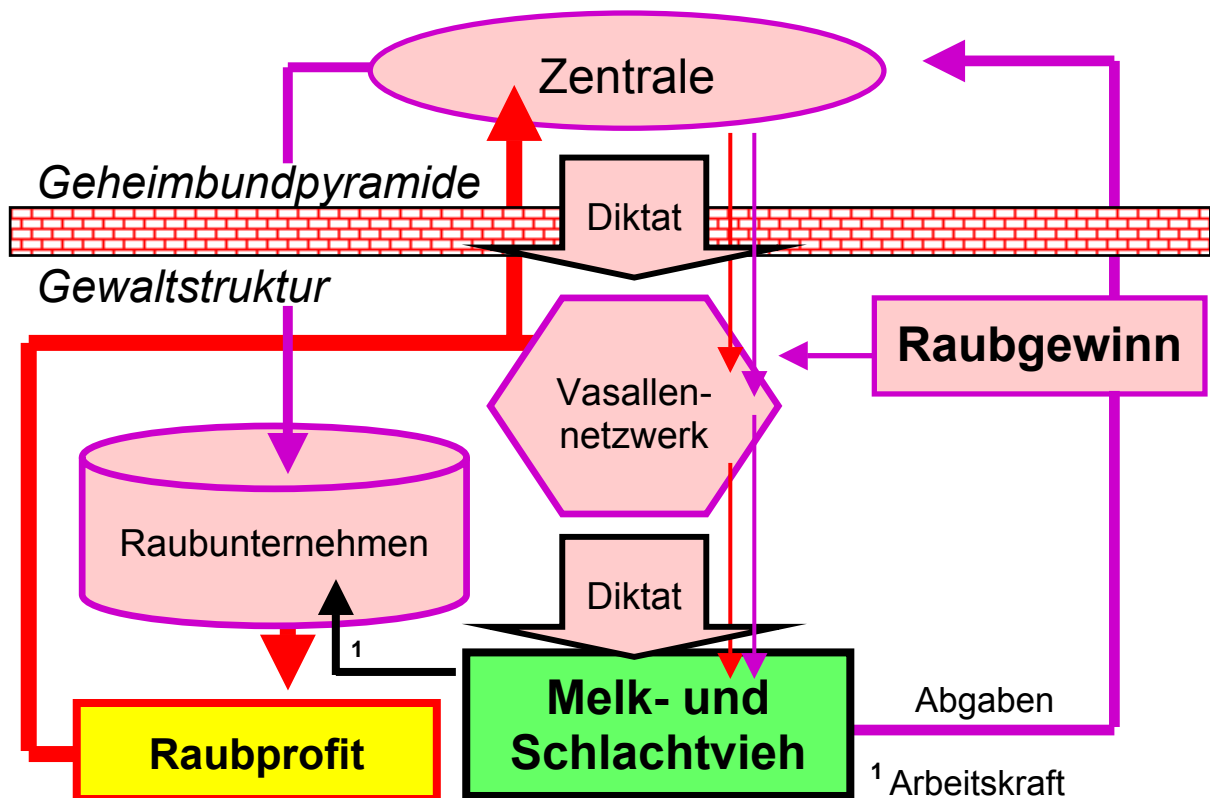 Zentrale
Geheimbundpyramide
Diktat
Gewaltstruktur
Raubgewinn
Vasallen-
netzwerk
Raubunternehmen
Diktat
1
Melk- und
Schlachtvieh
Abgaben
Raubprofit
1 Arbeitskraft